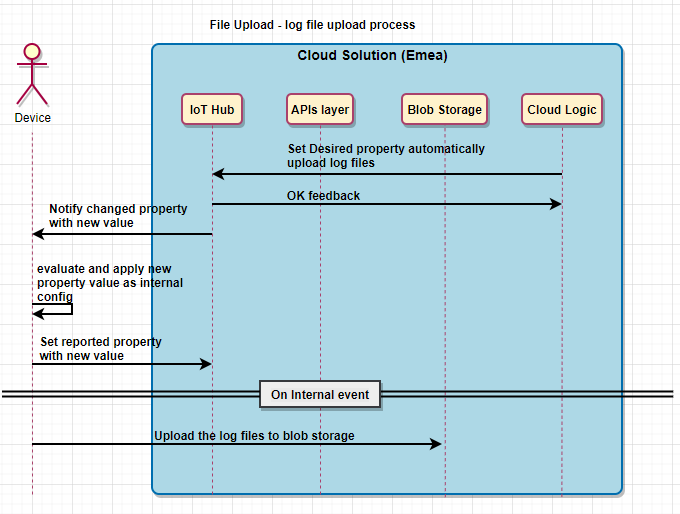 File Upload - log file upload process
Cloud Solution (Emea)
Device
IoT Hub
APIs layer
Blob Storage
Cloud Logic
Set Desired property automatically
upload log files
OK feedback
Notify changed property
with new value
evaluate and apply new
property value as internal
config
Set reported property
with new value
On Internal event
Upload the log files to blob storage